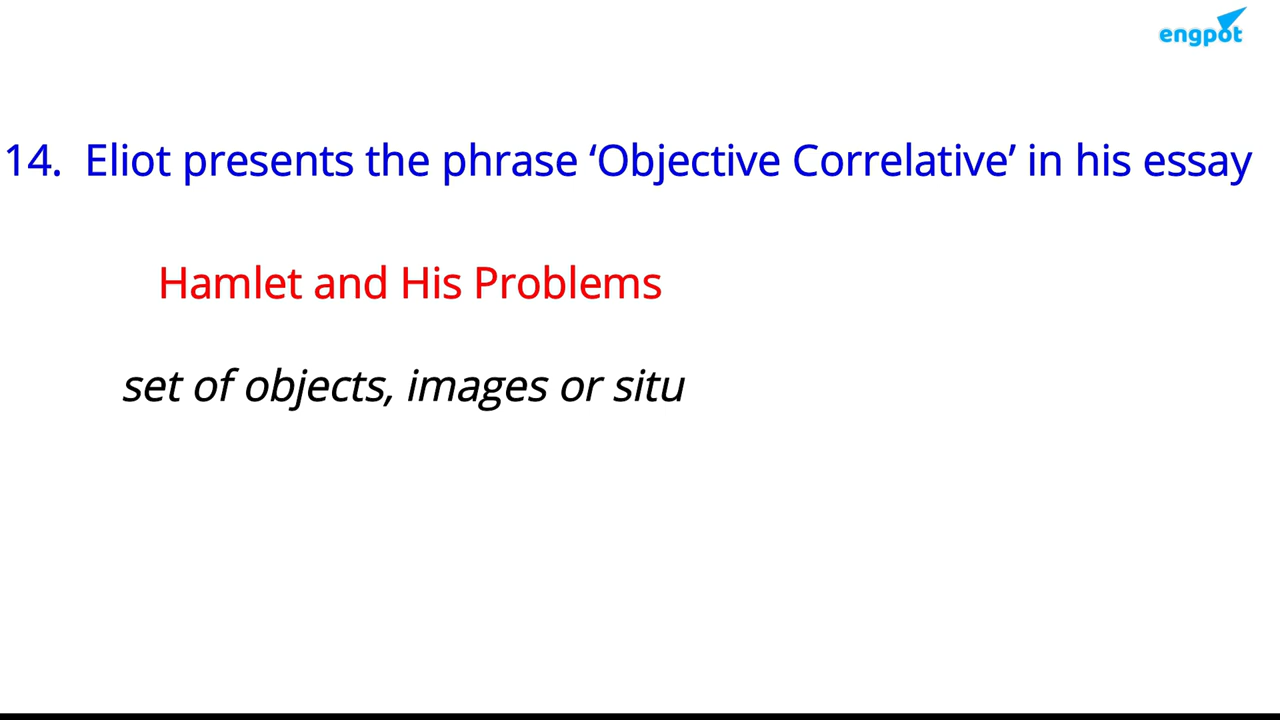 engpot
14. Eliot presents the phrase ‘Objective Correlative’ in his essay
Hamlet and His Problems
set of objects, images or situ